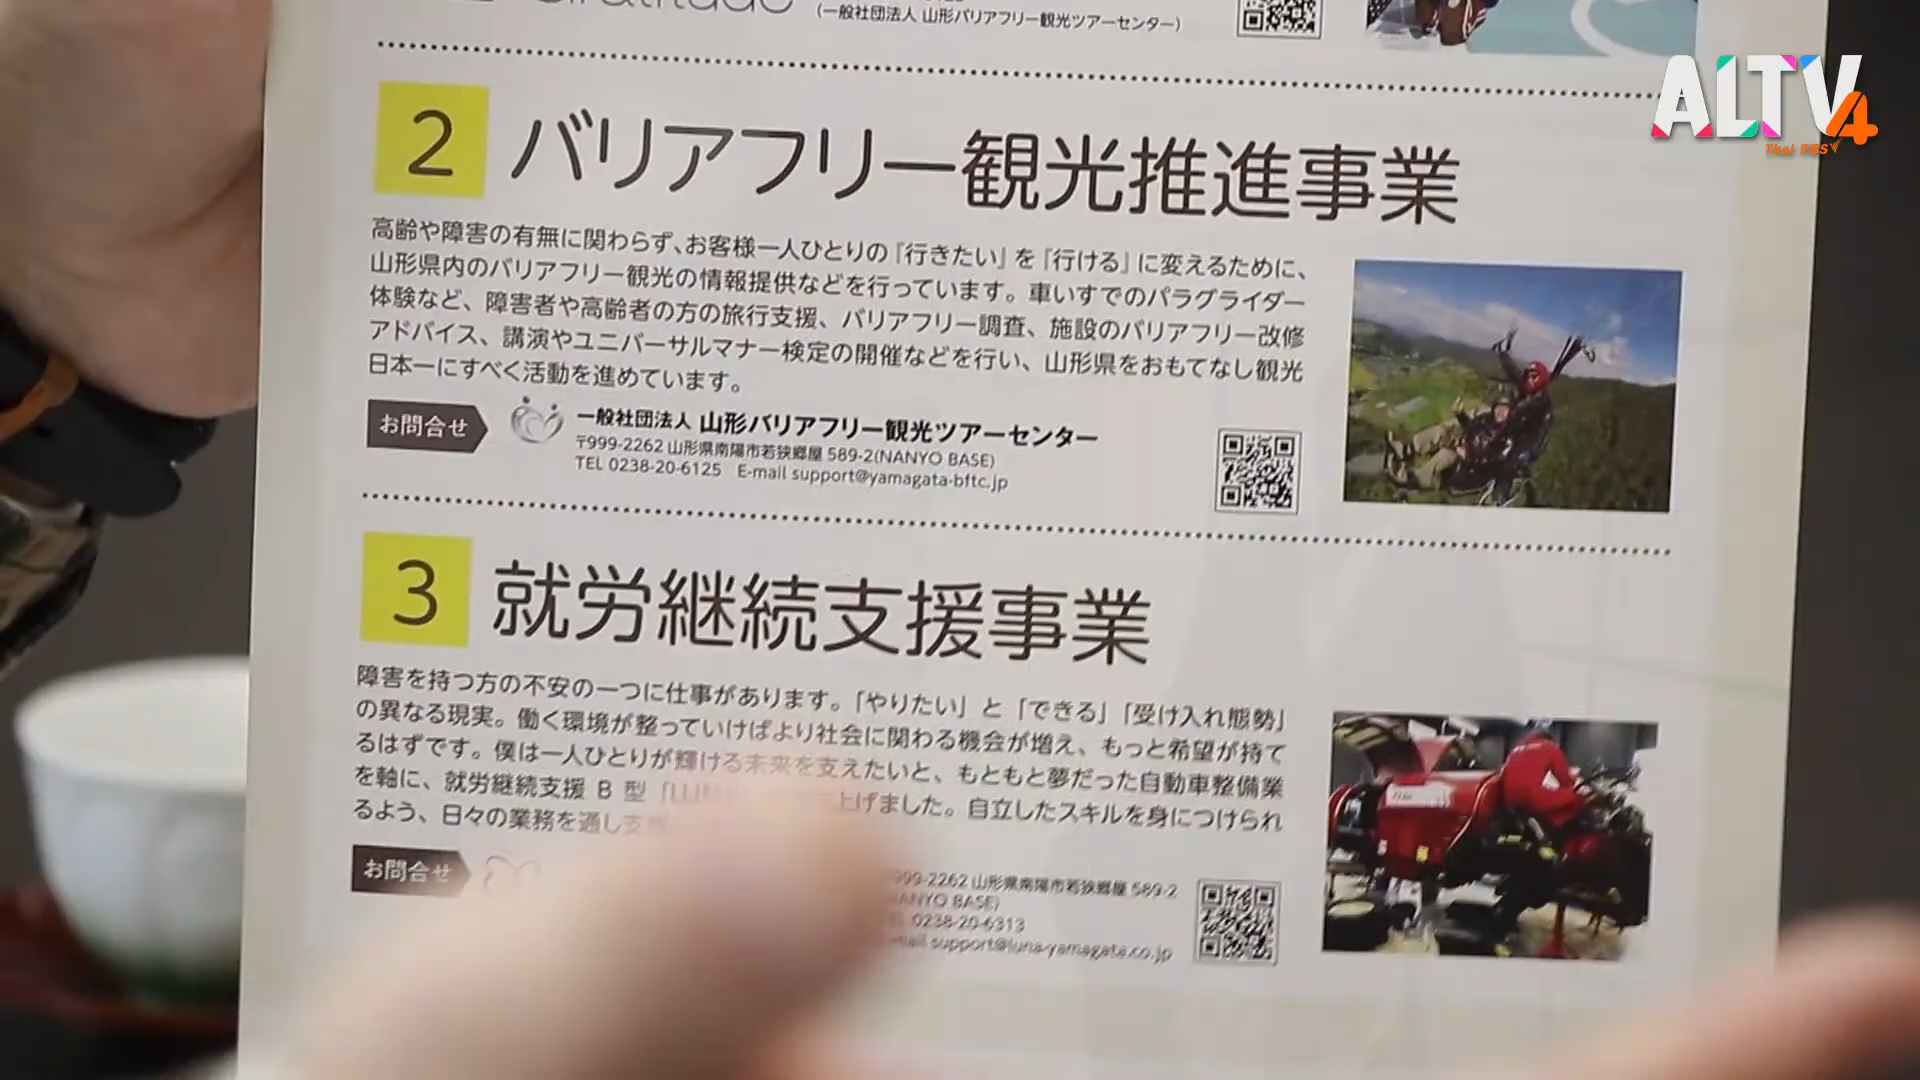 (一般社団法人 山形バリアフリー観光ツアーセンター)
ALTV4
Thai PBS
2 バリアフリー観光推進事業
高齢や障害の有無に関わらず、お客様一人ひとりの『行きたい』を『行ける』に変えるために、
山形県内のバリアフリー観光の情報提供などを行っています。車いすでのパラグライダー
体験など、障害者や高齢者の方の旅行支援、バリアフリー調査、施設のバリアフリー改修
アドバイス、講演やユニバーサルマナー検定の開催などを行い、山形県をおもてなし観光
日本一にすべく活動を進めています。
お問合せ
一般社団法人 山形バリアフリー観光ツアーセンター
〒999-2262 山形県南陽市若狭郷屋 589-2(NANYO BASE)
TEL 0238-20-6125 E-mail support@yamagata-bftc.jp
3 就労継続支援事業
障害を持つ方の不安の一つに仕事があります。「やりたい」と「できる」「受け入れ態勢」
の異なる現実。働く環境が整っていけばより社会に関わる機会が増え、もっと希望が持て
るはずです。僕は一人ひとりが輝ける未来を支えたいと、もともと夢だった自動車整備業
を軸に、就労継続支援 B 型 上げました。自立したスキルを身につけられ
るよう、日々の業務を通し
お問合せ
999-2262 山形県南陽市若狭郷屋 589-2
NANYO BASE)
0238-20-6313
support@luna-yamagata.co.jp